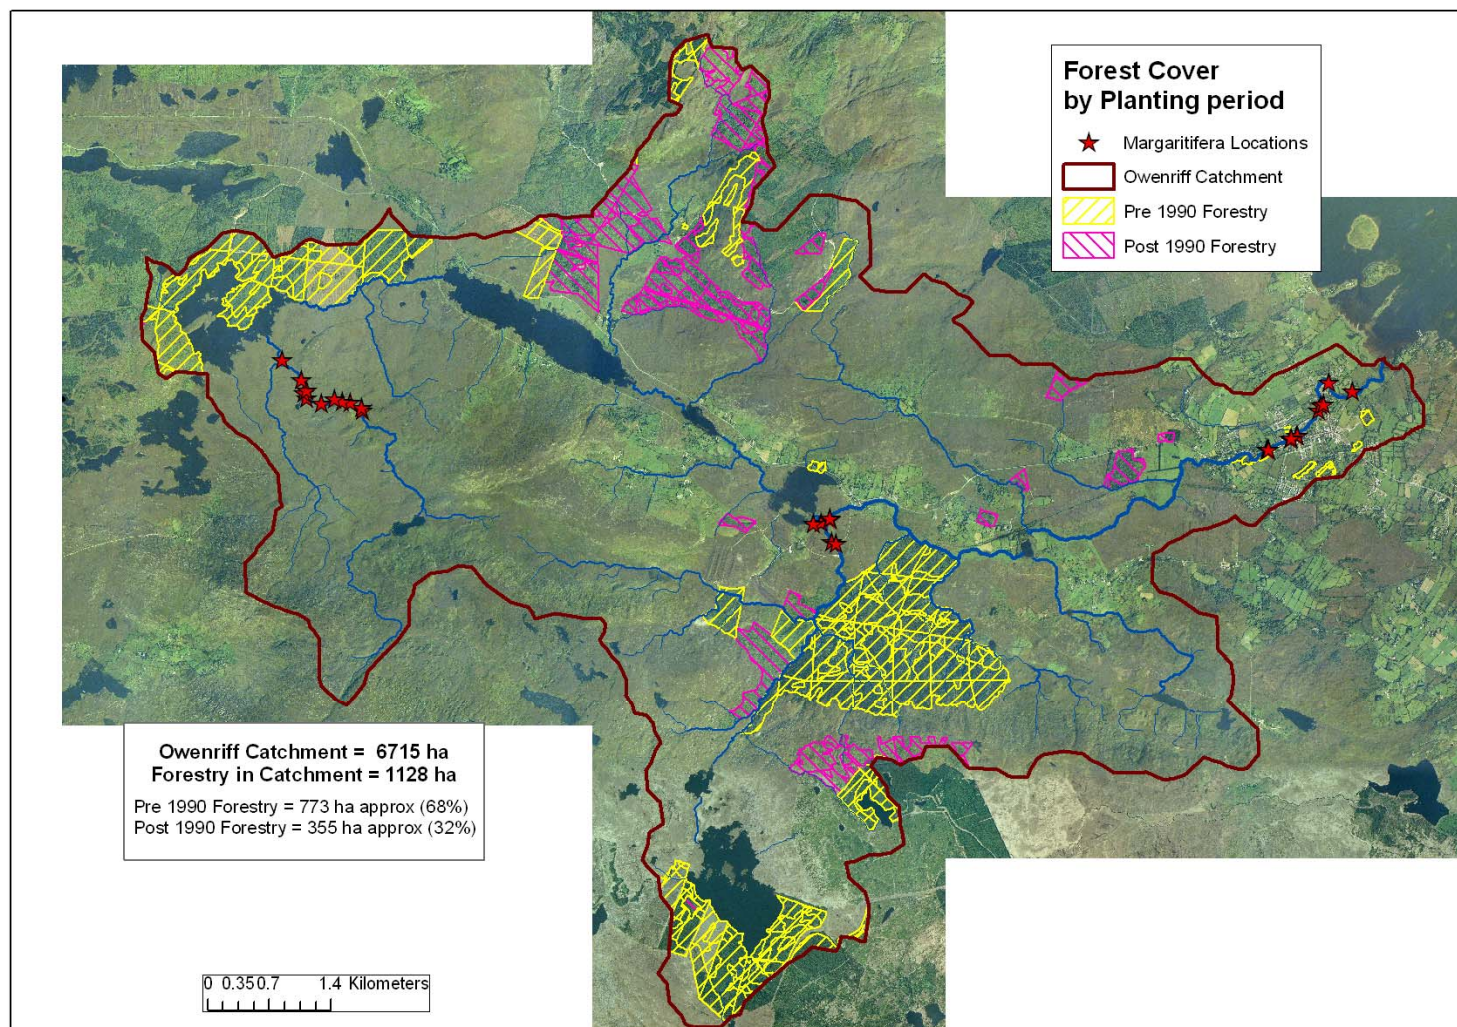 Forest Cover
by Planting period
Margaritifera Locations
Owenriff Catchment
Pre 1990 Forestry
Post 1990 Forestry
Owenriff Catchment = 6715 ha
Forestry in Catchment = 1128 ha
Pre 1990 Forestry = 773 ha approx (68%)
Post 1990 Forestry = 355 ha approx (32%)
0 0.35 0.7 1.4 Kilometers